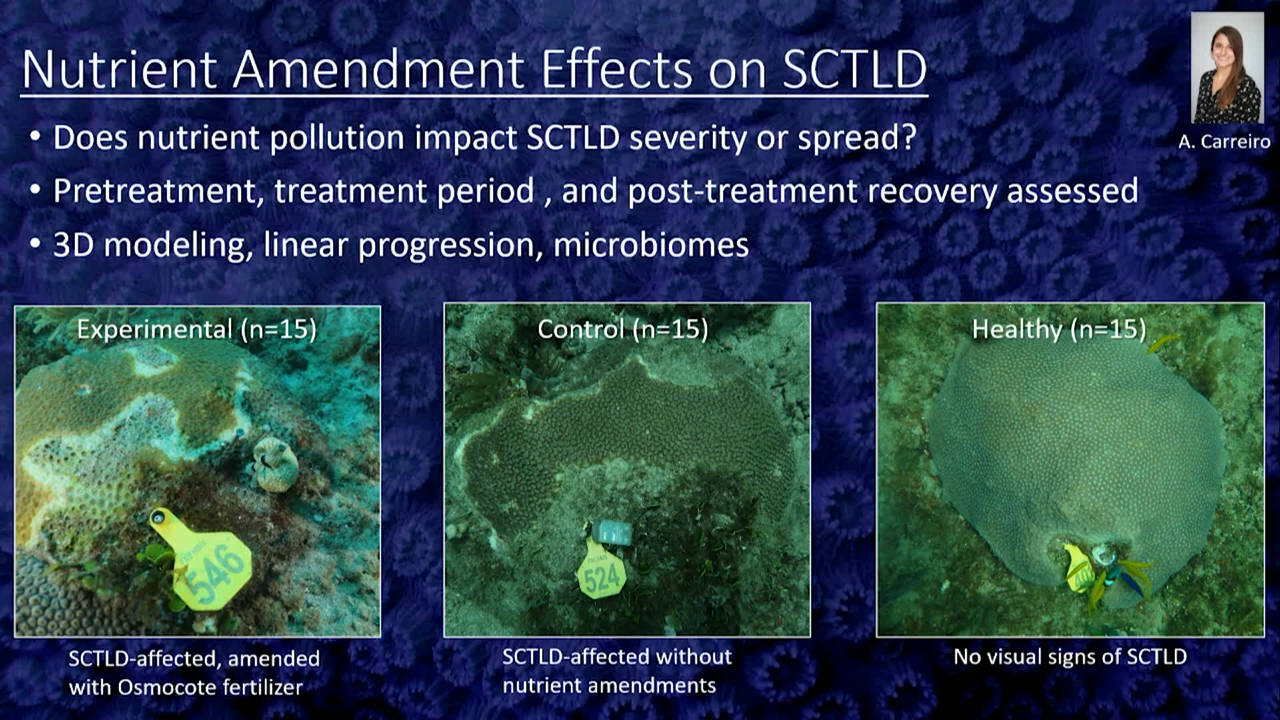 Nutrient Amendment Effects on SCTLD
A. Carreiro
• Does nutrient pollution impact SCTLD severity or spread?
• Pretreatment, treatment period , and post-treatment recovery assessed
• 3D modeling, linear progression, microbiomes
Experimental (n=15)
Control (n=15)
Healthy (n=15)
546
524
SCTLD-affected, amended
with Osmocote fertilizer
SCTLD-affected without
nutrient amendments
No visual signs of SCTLD